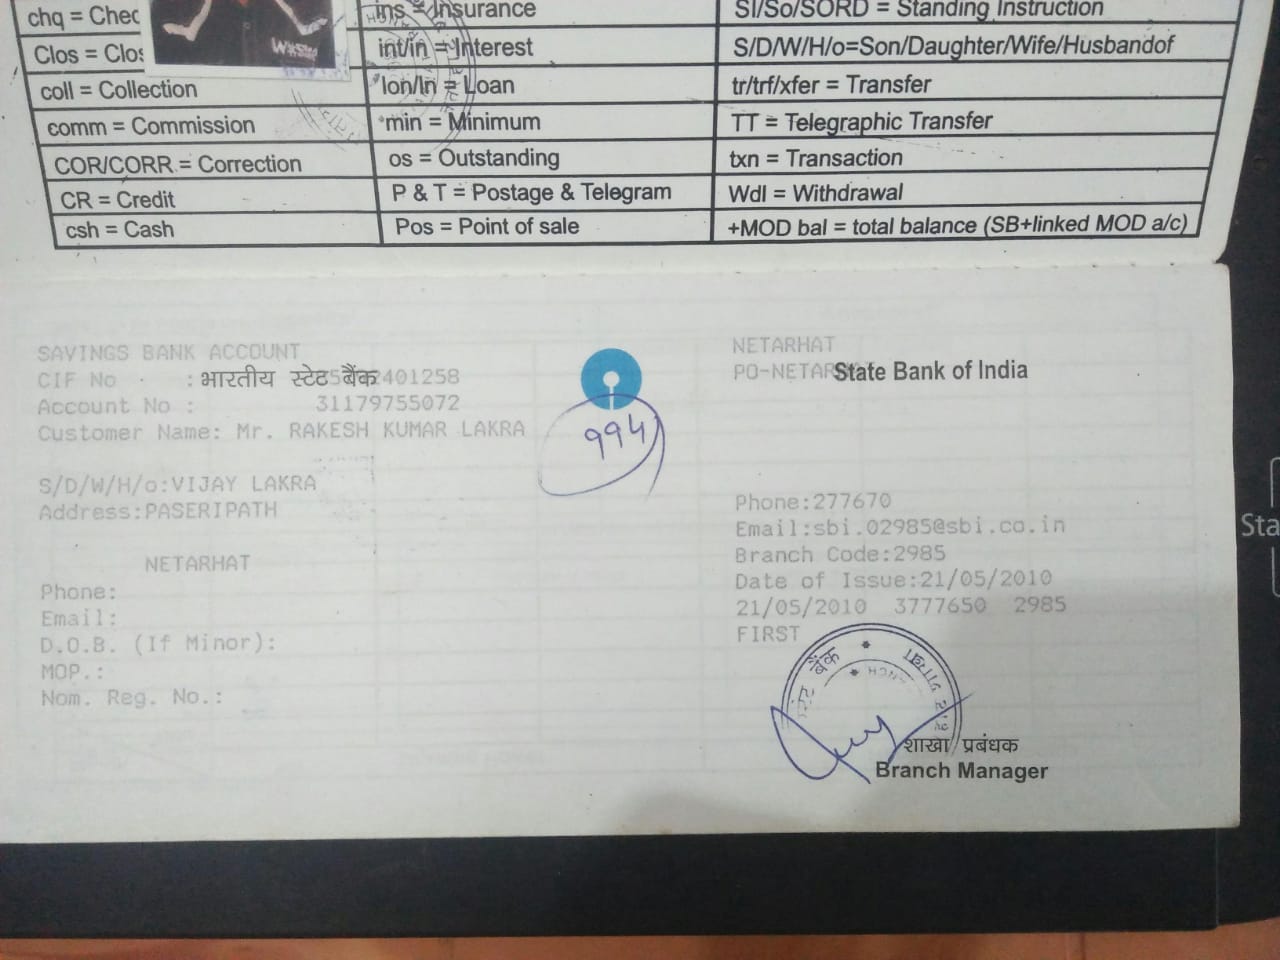 ins = Insurance
SI/So/SORD = Standing Instruction
chq =
int/in = Interest
S/D/W/H/o=Son/Daughter/Wife/Husbandof
Clos =
lon/ln = Loan
tr/trf/xfer = Transfer
coll = Collection
min = Minimum
TT = Telegraphic Transfer
comm = Commission
os = Outstanding
txn = Transaction
COR/CORR = Correction
P & T = Postage & Telegram
Wdl = Withdrawal
CR = Credit
Pos = Point of sale
+MOD bal = total balance (SB+linked MOD a/c)
csh = Cash
SAVINGS BANK ACCOUNT
CIF No : 2401258
भारतीय स्टेट बैंक
Account No : 31179755072
Customer Name: Mr. RAKESH KUMAR LAKRA
S/D/W/H/o:VIJAY LAKRA
Address:PASERIPATH
NETARHAT
Phone:
Email:
D.O.B. (If Minor):
MOP.:
Nom. Reg. No.:
994
NETARHAT
State Bank of India
Phone:277670
Email:sbi.02985@sbi.co.in
Branch Code:2985
Date of Issue:21/05/2010
21/05/2010 3777650 2985
FIRST
बैंक
शाखा प्रबंधक
Branch Manager